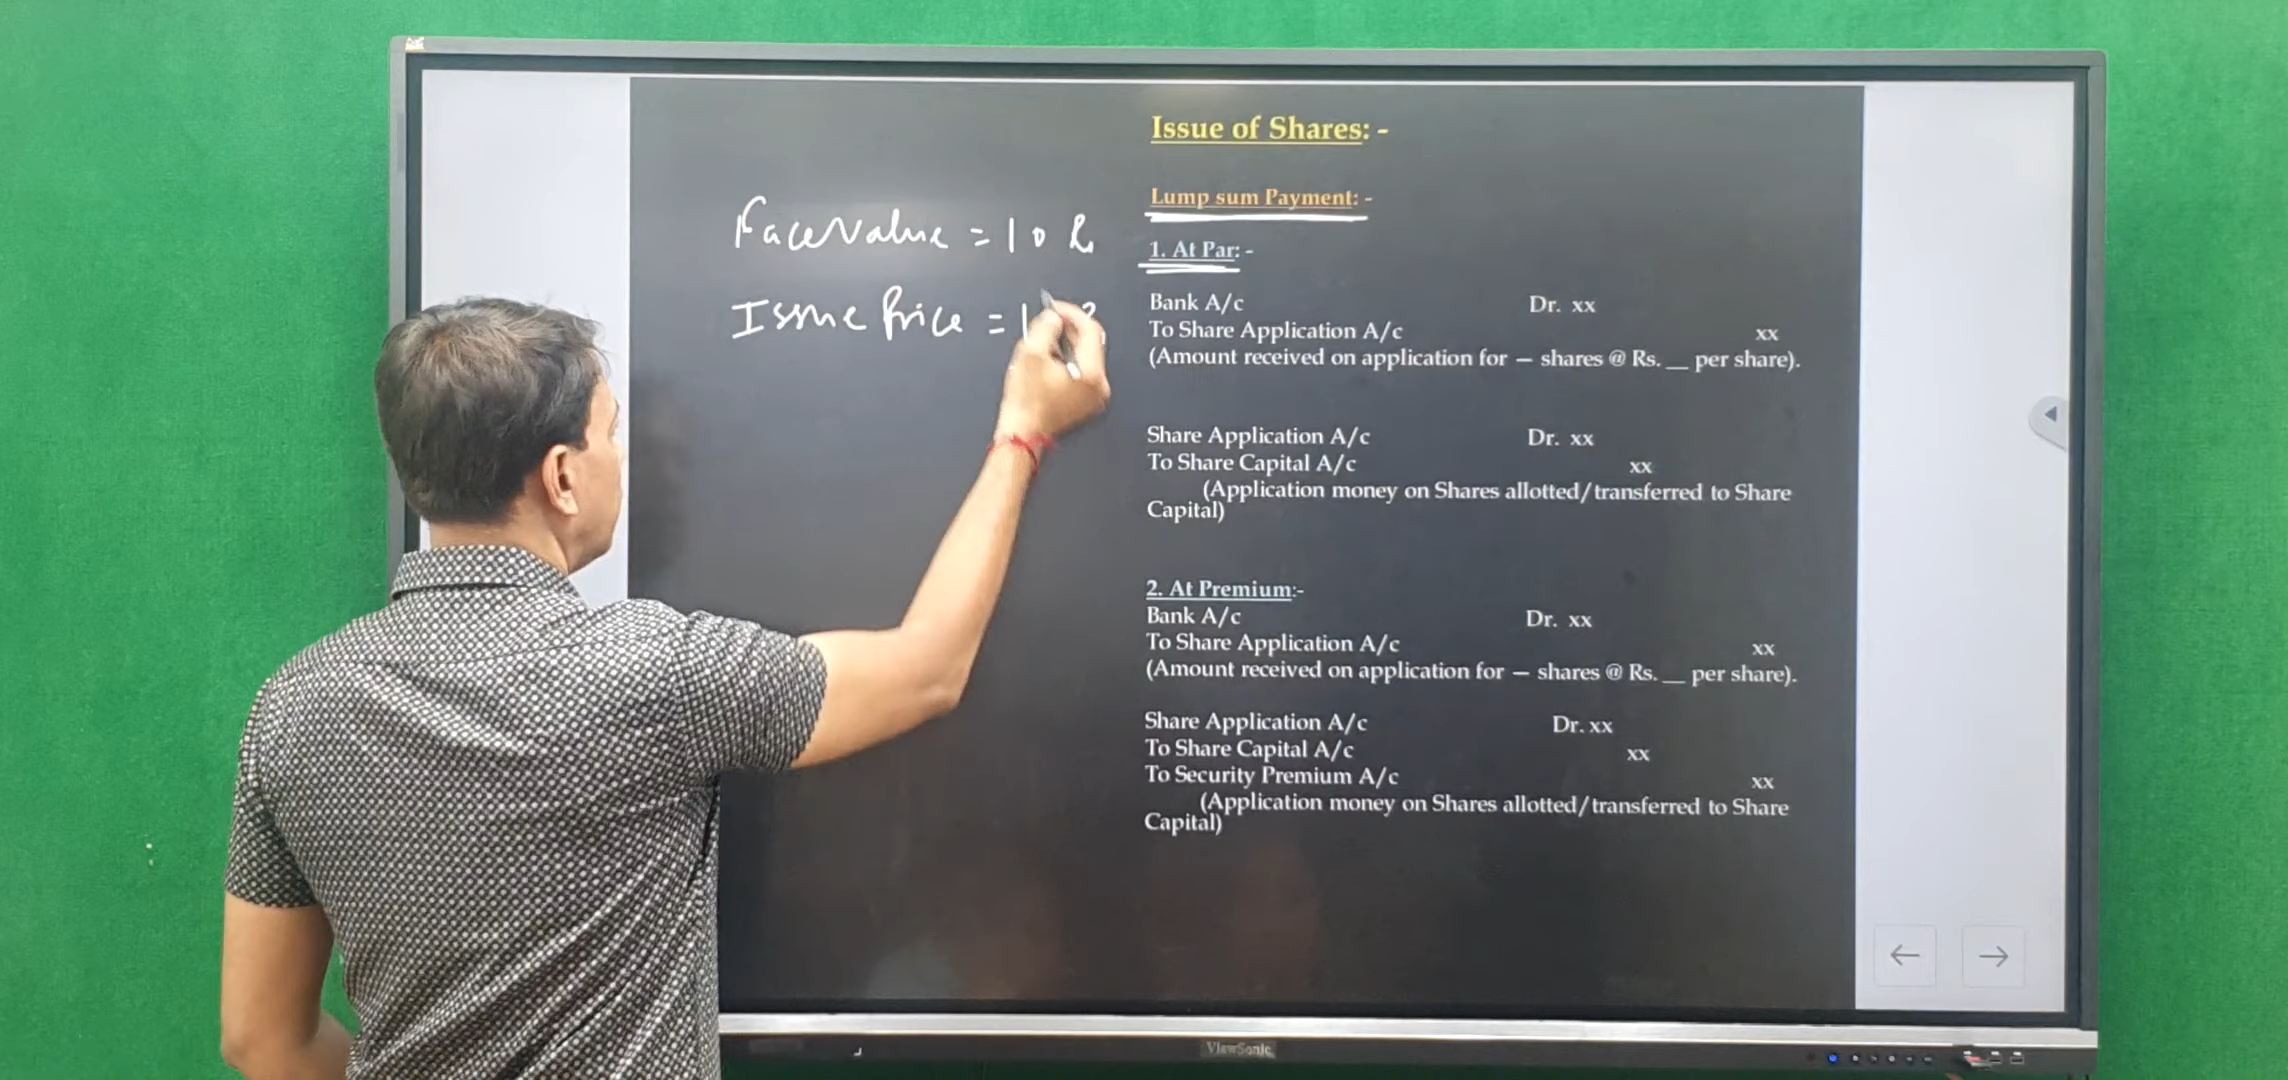 Issue of Shares: -
Lump sum Payment: -
Face Value = 10 R
Issue Price = 1
1. At Par: -
Bank A/c Dr. xx
To Share Application A/c xx
(Amount received on application for — shares @ Rs. __ per share).
Share Application A/c Dr. xx
To Share Capital A/c xx
(Application money on Shares allotted/transferred to Share
Capital)
2. At Premium:-
Bank A/c Dr. xx
To Share Application A/c xx
(Amount received on application for — shares @ Rs. __ per share).
Share Application A/c Dr. xx
To Share Capital A/c xx
To Security Premium A/c xx
(Application money on Shares allotted/transferred to Share
Capital)
ViewSonic